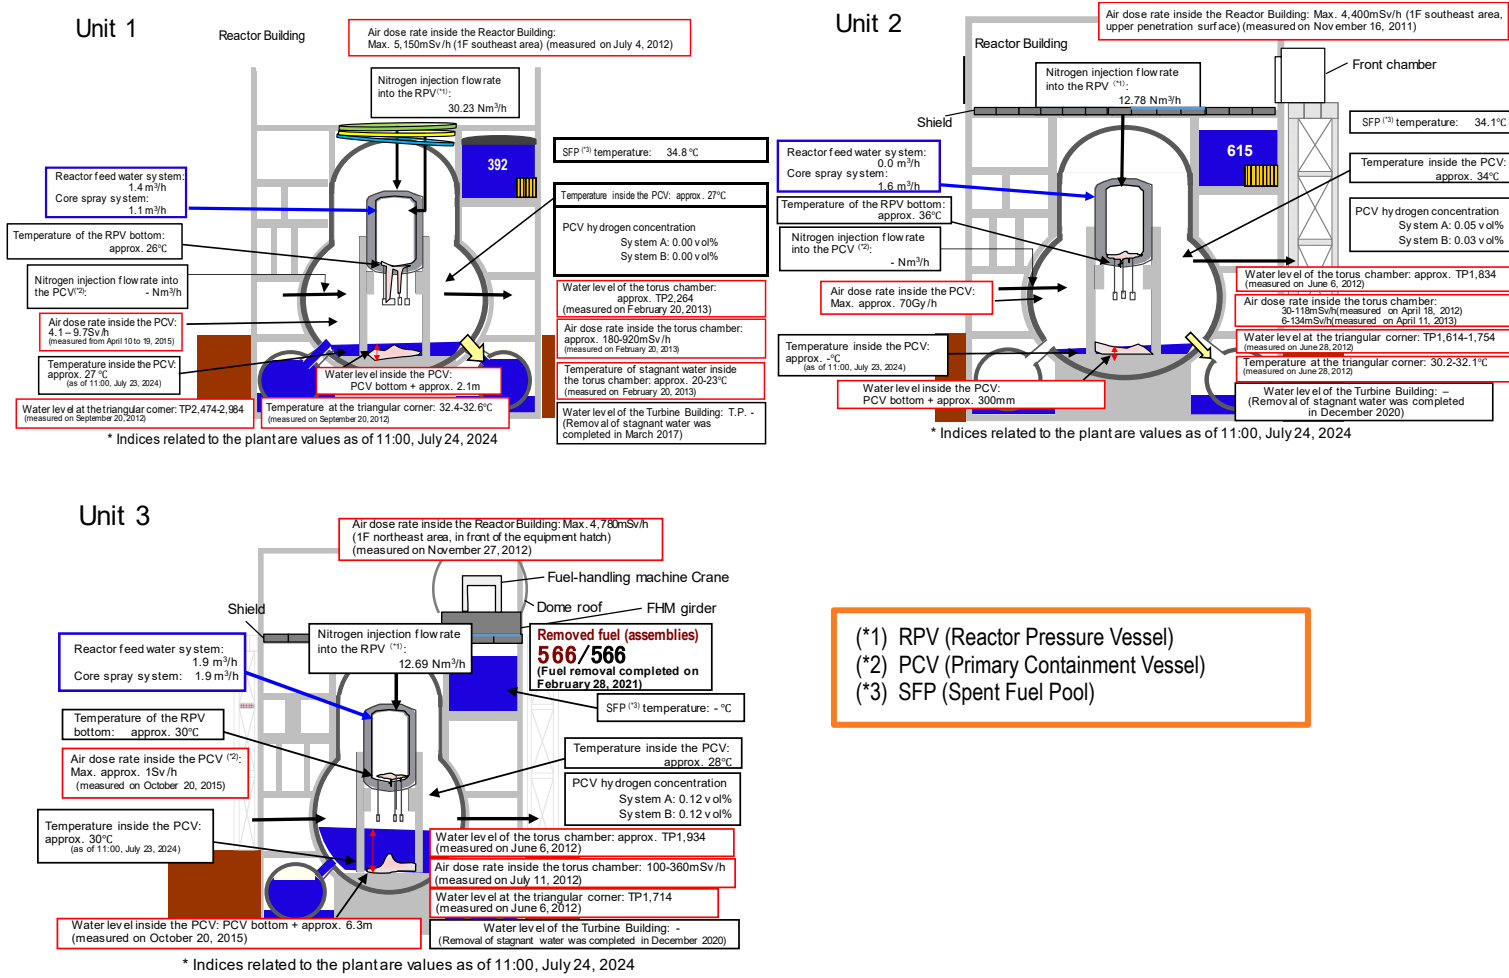 Unit 1
Reactor Building
Air dose rate inside the Reactor Building:
Max. 5,150mSv/h (1F southeast area) (measured on July 4, 2012)
Nitrogen injection flow rate
into the RPV(*1):
30.23 Nm3/h
392
SFP (*3) temperature: 34.8℃
Reactor feed water system:
1.4 m3/h
Core spray system:
1.1 m3/h
Temperature inside the PCV: approx. 27℃
PCV hydrogen concentration
System A: 0.00 vol%
System B: 0.00 vol%
Temperature of the RPV bottom:
approx. 26℃
Nitrogen injection flow rate into
the PCV(*2): - Nm3/h
Air dose rate inside the PCV:
4.1 – 9.7Sv/h
(measured from April 10 to 19, 2015)
Temperature inside the PCV:
approx. 27 ℃
(as of 11:00, July 23, 2024)
Water level of the torus chamber:
approx. TP2,264
(measured on February 20, 2013)
Air dose rate inside the torus chamber:
approx. 180-920mSv/h
(measured on February 20, 2013)
Temperature of stagnant water inside
the torus chamber: approx. 20-23℃
(measured on February 20, 2013)
Water level inside the PCV:
PCV bottom + approx. 2.1m
Water level at the triangular corner: TP2,474-2,984
(measured on September 20, 2012)
Temperature at the triangular corner: 32.4-32.6℃
(measured on September 20, 2012)
Water level of the Turbine Building: T.P. -
(Removal of stagnant water was
completed in March 2017)
* Indices related to the plant are values as of 11:00, July 24, 2024
Unit 2
Air dose rate inside the Reactor Building: Max. 4,400mSv/h (1F southeast area,
upper penetration surface) (measured on November 16, 2011)
Reactor Building
Front chamber
Nitrogen injection flow rate
into the RPV (*1):
12.78 Nm3/h
Shield
SFP (*3) temperature: 34.1℃
615
Reactor feed water system:
0.0 m3/h
Core spray system:
1.6 m3/h
Temperature inside the PCV:
approx. 34℃
Temperature of the RPV bottom:
approx. 36℃
PCV hydrogen concentration
System A: 0.05 vol%
System B: 0.03 vol%
Nitrogen injection flow rate
into the PCV (*2):
- Nm3/h
Air dose rate inside the PCV:
Max. approx. 70Gy/h
Water level of the torus chamber: approx. TP1,834
(measured on June 6, 2012)
Air dose rate inside the torus chamber:
30-118mSv/h(measured on April 18, 2012)
6-134mSv/h(measured on April 11, 2013)
Water level at the triangular corner: TP1,614-1,754
(measured on June 28, 2012)
Temperature at the triangular corner: 30.2-32.1℃
(measured on June 28, 2012)
Temperature inside the PCV:
approx. -℃
(as of 11:00, July 23, 2024)
Water level inside the PCV:
PCV bottom + approx. 300mm
Water level of the Turbine Building: –
(Removal of stagnant water was completed
in December 2020)
* Indices related to the plant are values as of 11:00, July 24, 2024
Unit 3
Air dose rate inside the Reactor Building: Max. 4,780mSv/h
(1F northeast area, in front of the equipment hatch)
(measured on November 27, 2012)
Fuel-handling machine Crane
Shield
Dome roof
FHM girder
Nitrogen injection flow rate
into the RPV (*1):
12.69 Nm3/h
Removed fuel (assemblies)
566/566
(Fuel removal completed on
February 28, 2021)
Reactor feed water system:
1.9 m3/h
Core spray system: 1.9 m3/h
SFP (*3) temperature: - ℃
Temperature of the RPV
bottom: approx. 30℃
Temperature inside the PCV:
approx. 28℃
Air dose rate inside the PCV (*2):
Max. approx. 1Sv/h
(measured on October 20, 2015)
PCV hydrogen concentration
System A: 0.12 vol%
System B: 0.12 vol%
Temperature inside the PCV:
approx. 30℃
(as of 11:00, July 23, 2024)
Water level of the torus chamber: approx. TP1,934
(measured on June 6, 2012)
Air dose rate inside the torus chamber: 100-360mSv/h
(measured on July 11, 2012)
Water level at the triangular corner: TP1,714
(measured on June 6, 2012)
Water level inside the PCV: PCV bottom + approx. 6.3m
(measured on October 20, 2015)
Water level of the Turbine Building: -
(Removal of stagnant water was completed in December 2020)
* Indices related to the plant are values as of 11:00, July 24, 2024
(*1) RPV (Reactor Pressure Vessel)
(*2) PCV (Primary Containment Vessel)
(*3) SFP (Spent Fuel Pool)